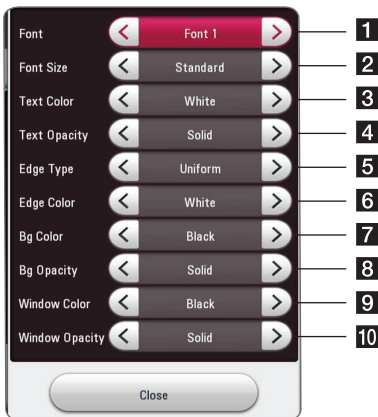 Font Font 1 1
Font Size Standard 2
Text Color White 3
Text Opacity Solid 4
Edge Type Uniform 5
Edge Color White 6
Bg Color Black 7
Bg Opacity Solid 8
Window Color Black 9
Window Opacity Solid 10
Close